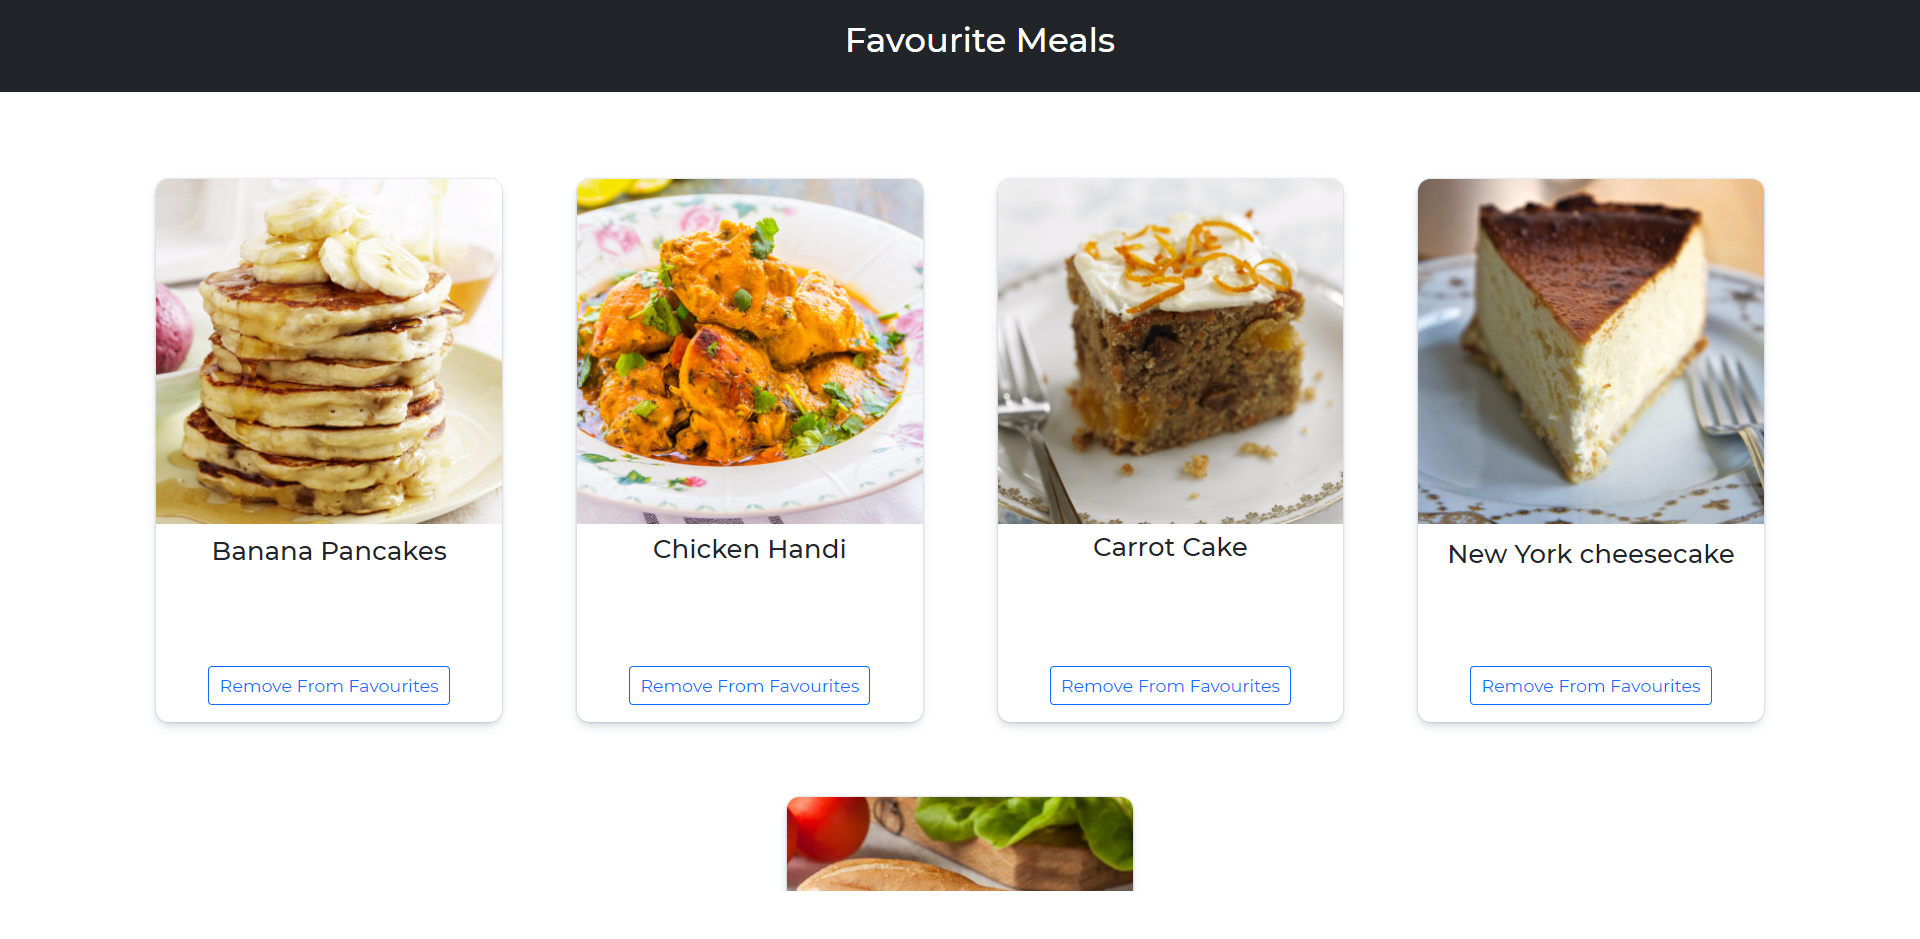 Favourite Meals
Banana Pancakes
Chicken Handi
Carrot Cake
New York cheesecake
Remove From Favourites
Remove From Favourites
Remove From Favourites
Remove From Favourites